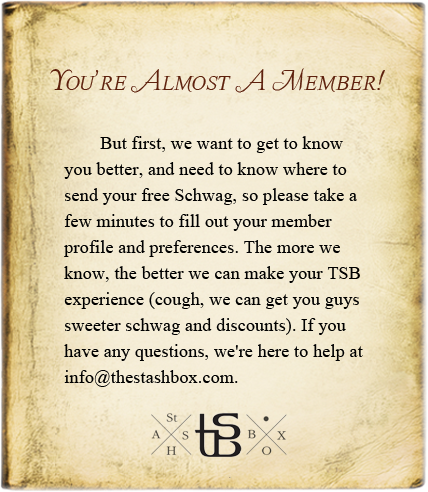 You're Almost A Member!
But first, we want to get to know
you better, and need to know where to
send your free Schwag, so please take a
few minutes to fill out your member
profile and preferences. The more we
know, the better we can make your TSB
experience (cough, we can get you guys
sweeter schwag and discounts). If you
have any questions, we're here to help at
info@thestashbox.com.
St
A S tSB B X
H O